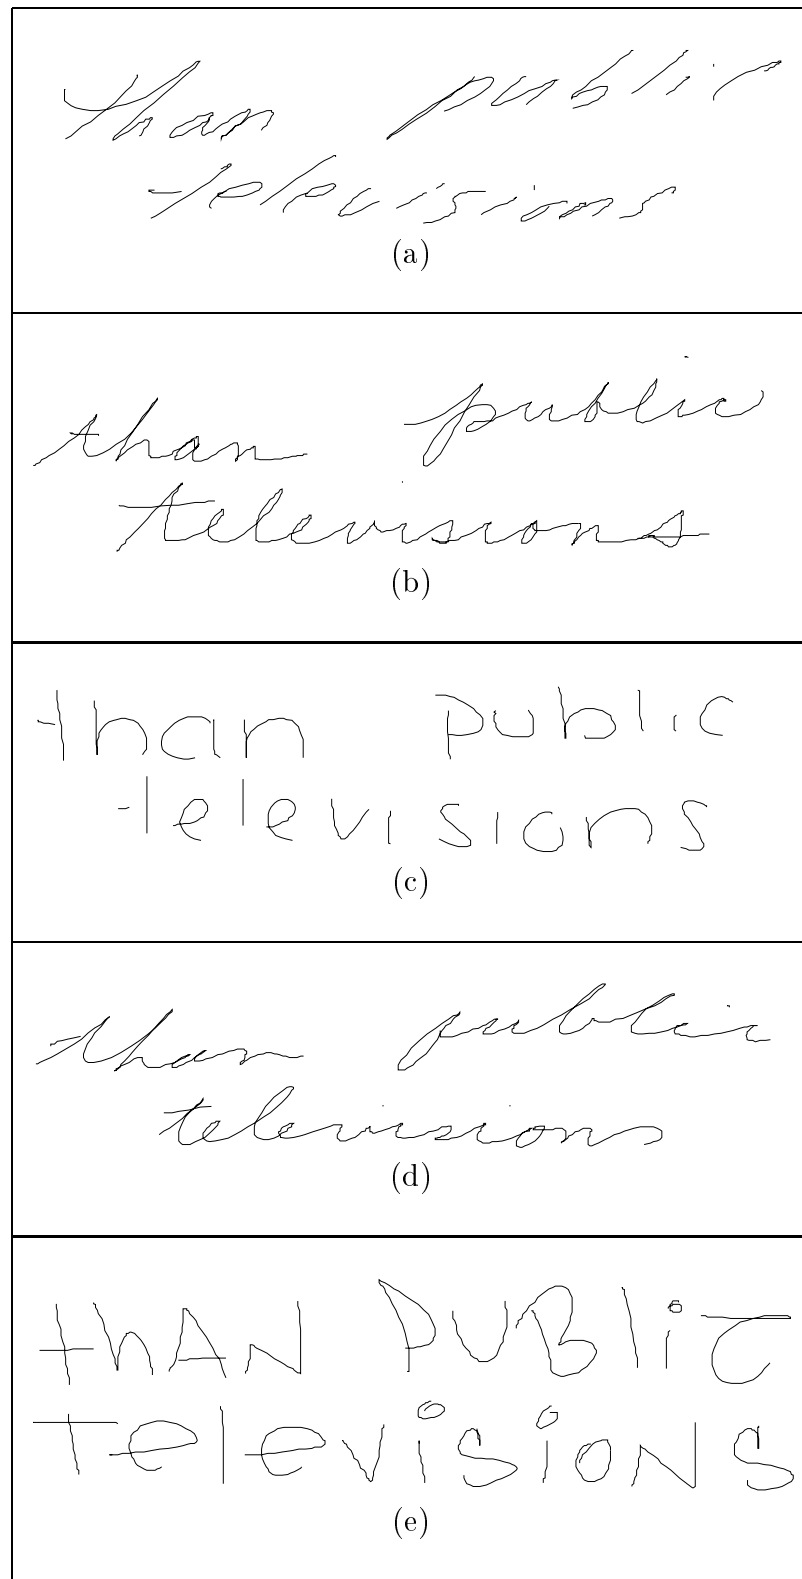 than public
televisions
(a)
than public
televisions
(b)
than public
televisions
(c)
than public
televisions
(d)
thAN PUBliC
televisioNS
(e)